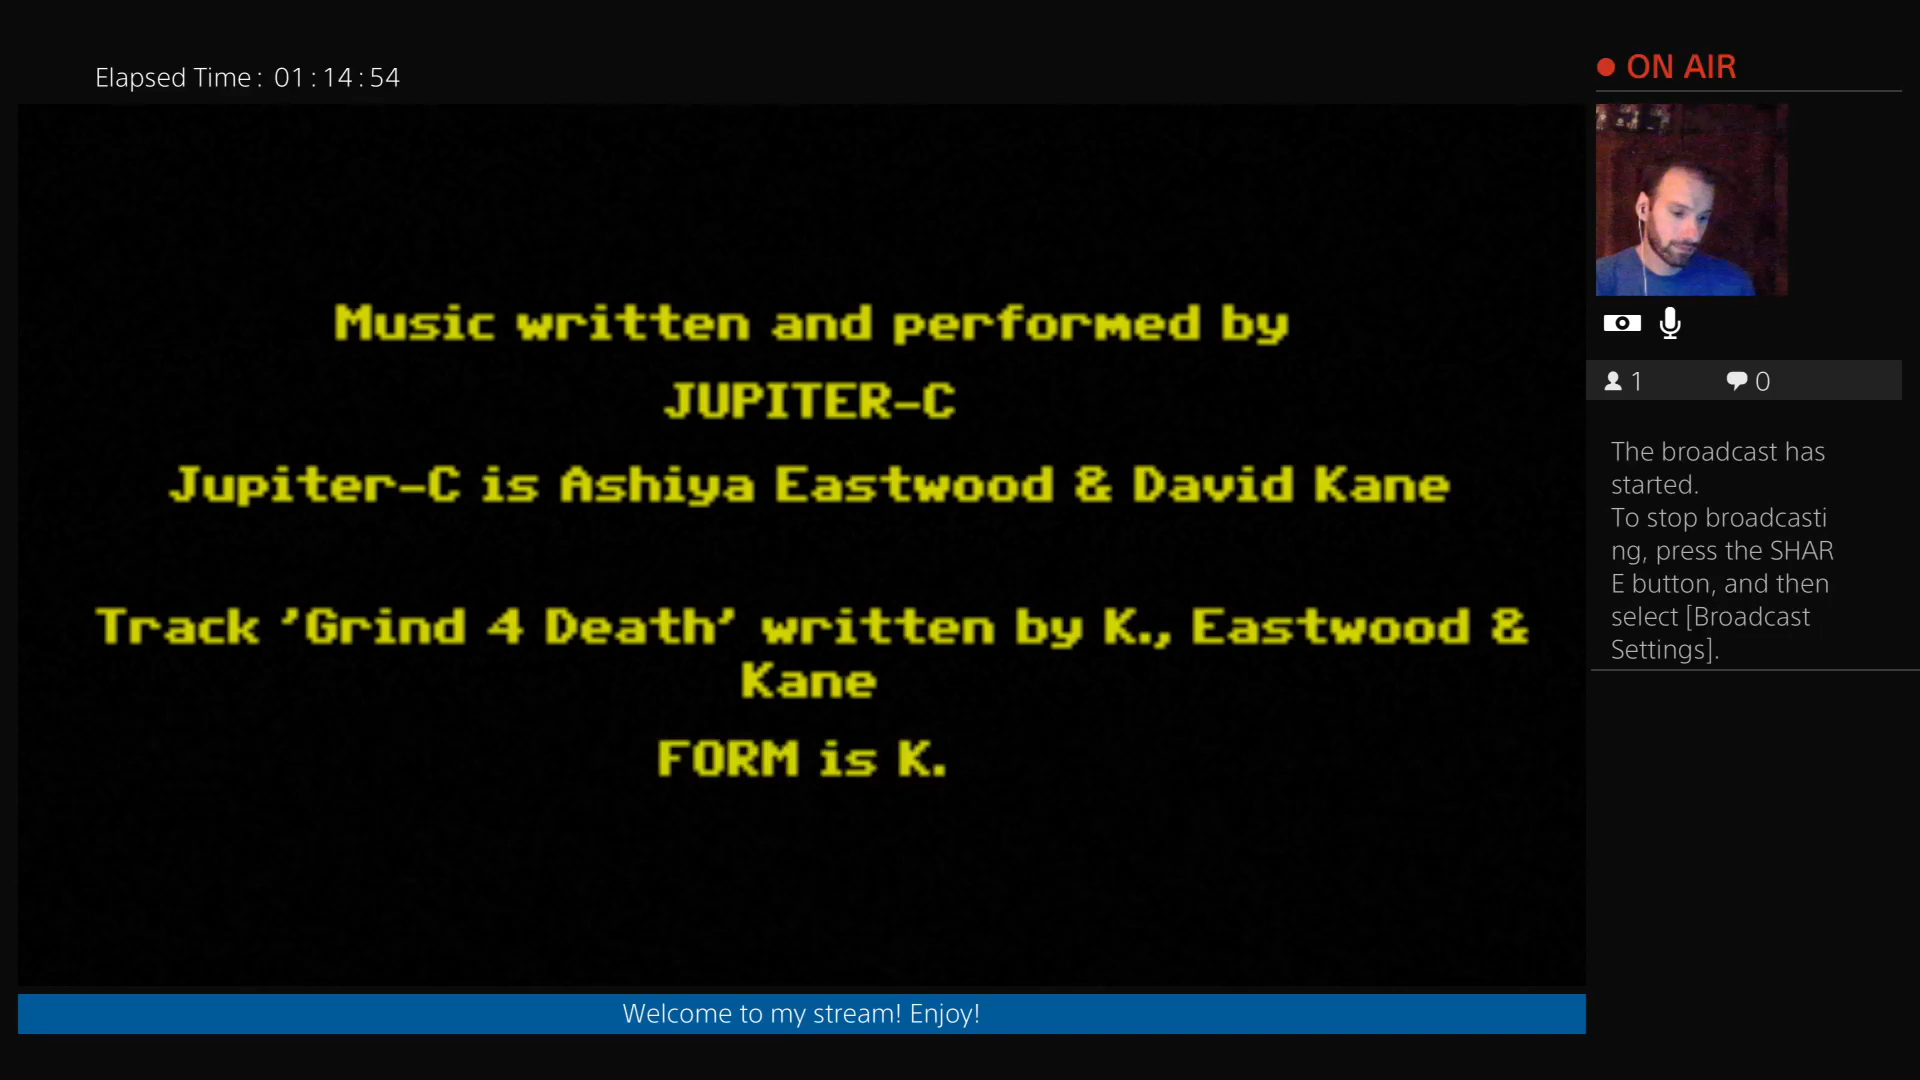 Elapsed Time: 01:14:54
ON AIR
Music written and performed by
JUPITER-C
Jupiter-C is Ashiya Eastwood & David Kane
Track 'Grind 4 Death' written by K., Eastwood &
Kane
FORM is K.
1 0
The broadcast has
started.
To stop broadcasti
ng, press the SHAR
E button, and then
select [Broadcast
Settings].
Welcome to my stream! Enjoy!